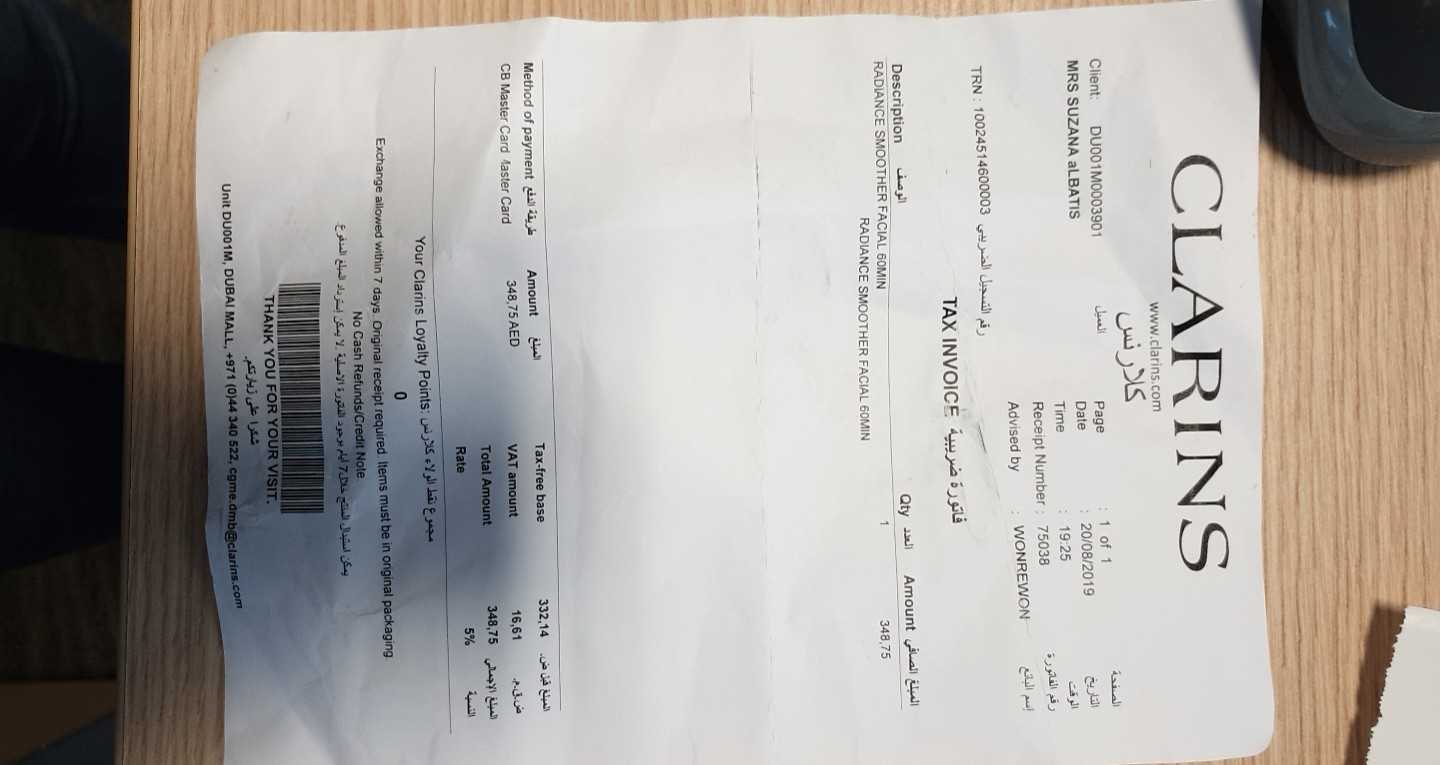 CLARINS
www.clarins.com
كلارنس
Client: DU001M0003901 العميل
MRS SUZANA aLBATIS
Page : 1 of 1 الصفحة
Date : 20/08/2019 التاريخ
Time : 19:25 الوقت
Receipt Number : 75038 رقم الفاتورة
Advised by : WONREWON إسم البائع
TRN : 100245146000003 رقم التسجيل الضريبي
TAX INVOICE فاتورة ضريبية
Description الوصف Qty العدد Amount المبلغ الصافي
RADIANCE SMOOTHER FACIAL 60MIN 1 348,75
RADIANCE SMOOTHER FACIAL 60MIN
Method of payment طريقة الدفع Amount المبلغ
CB Master Card Master Card 348,75 AED
Tax-free base 332,14 المبلغ قبل ض.
VAT amount 16,61 ض.ق.م.
Total Amount 348,75 المبلغ الإجمالي
Rate 5% النسبة
Your Clarins Loyalty Points: مجموع نقط الولاء كلارنس
0
Exchange allowed within 7 days. Original receipt required. Items must be in original packaging
No Cash Refunds/Credit Note
يمكن استبدال المنتج خلال 7 أيام بوجود الفاتورة الاصلية. لا يمكن إسترداد المبلغ المدفوع
THANK YOU FOR YOUR VISIT.
شكرا على زيارتكم.
Unit DU001M, DUBAI MALL, +971 (0)44 340 522, cgme.dmb@clarins.com